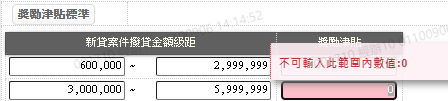 獎勵津貼標準
新貸案件撥貸金額級距 獎勵津貼
不可輸入此範圍內數值:0
600,000 ~ 2,999,999
3,000,000 ~ 5,999,999 0